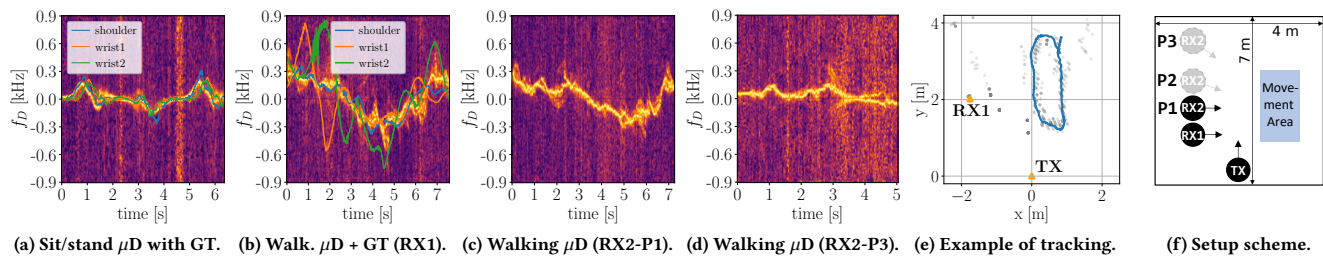 0.9
0.6
0.3
0.0
-0.3
-0.6
-0.9
f_D [kHz]
shoulder
wrist1
wrist2
0 1 2 3 4 5 6 7
time [s]
(a) Sit/stand μD with GT.
0.9
0.6
0.3
0.0
-0.3
-0.6
-0.9
f_D [kHz]
shoulder
wrist1
wrist2
0 1 2 3 4 5 6 7
time [s]
(b) Walk. μD + GT (RX1).
0.9
0.6
0.3
0.0
-0.3
-0.6
-0.9
f_D [kHz]
0 1 2 3 4 5 6 7
time [s]
(c) Walking μD (RX2-P1).
0.9
0.6
0.3
0.0
-0.3
-0.6
-0.9
f_D [kHz]
0 1 2 3 4 5
time [s]
(d) Walking μD (RX2-P3).
4
2
0
y [m]
RX1
TX
-2 0 2
x [m]
(e) Example of tracking.
4 m
7 m
P3 RX2
P2 RX2
P1 RX2
RX1
TX
Move-
ment
Area
(f) Setup scheme.